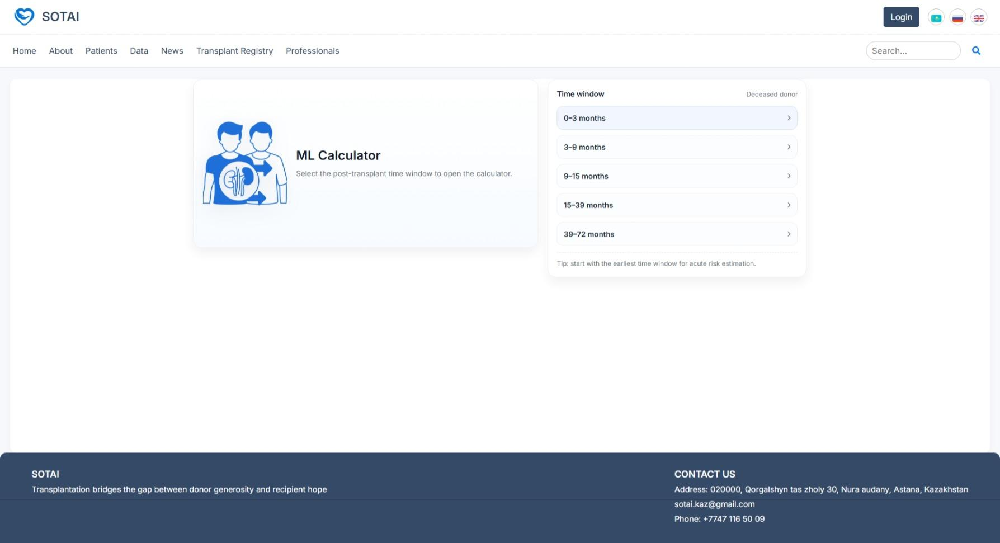 SOTAI
Login
Home About Patients Data News Transplant Registry Professionals
Search...
ML Calculator
Select the post-transplant time window to open the calculator.
Time window
Deceased donor
0–3 months
3–9 months
9–15 months
15–39 months
39–72 months
Tip: start with the earliest time window for acute risk estimation.
SOTAI
Transplantation bridges the gap between donor generosity and recipient hope
CONTACT US
Address: 020000, Qorgalshyn tas zholy 30, Nura audany, Astana, Kazakhstan
sotai.kaz@gmail.com
Phone: +7747 116 50 09